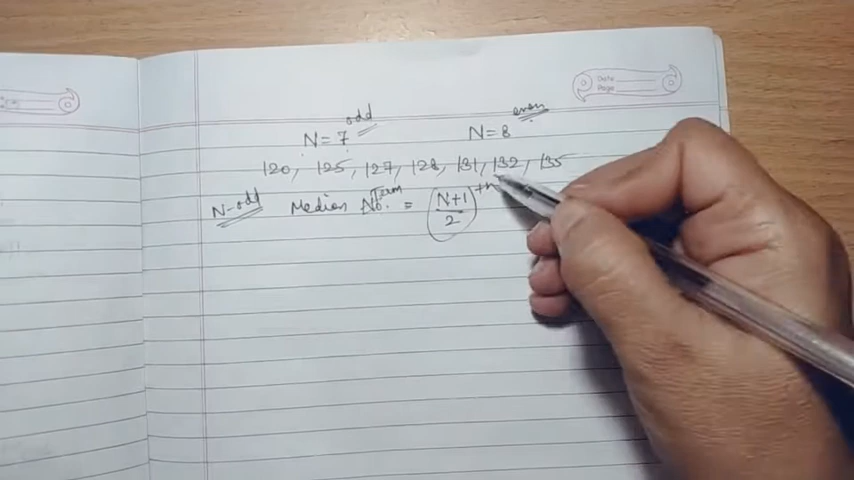 Date
Page
N=7 odd N=8 even
120, 125, 127, 128, 131, 132, 135
N-odd Median Term No. = (N+1/2)th